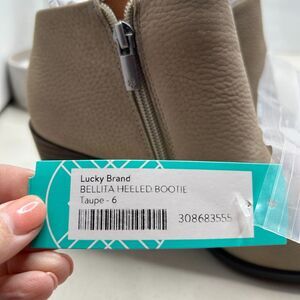 Lucky Brand
BELLITA HEELED BOOTIE
Taupe - 6
308683555